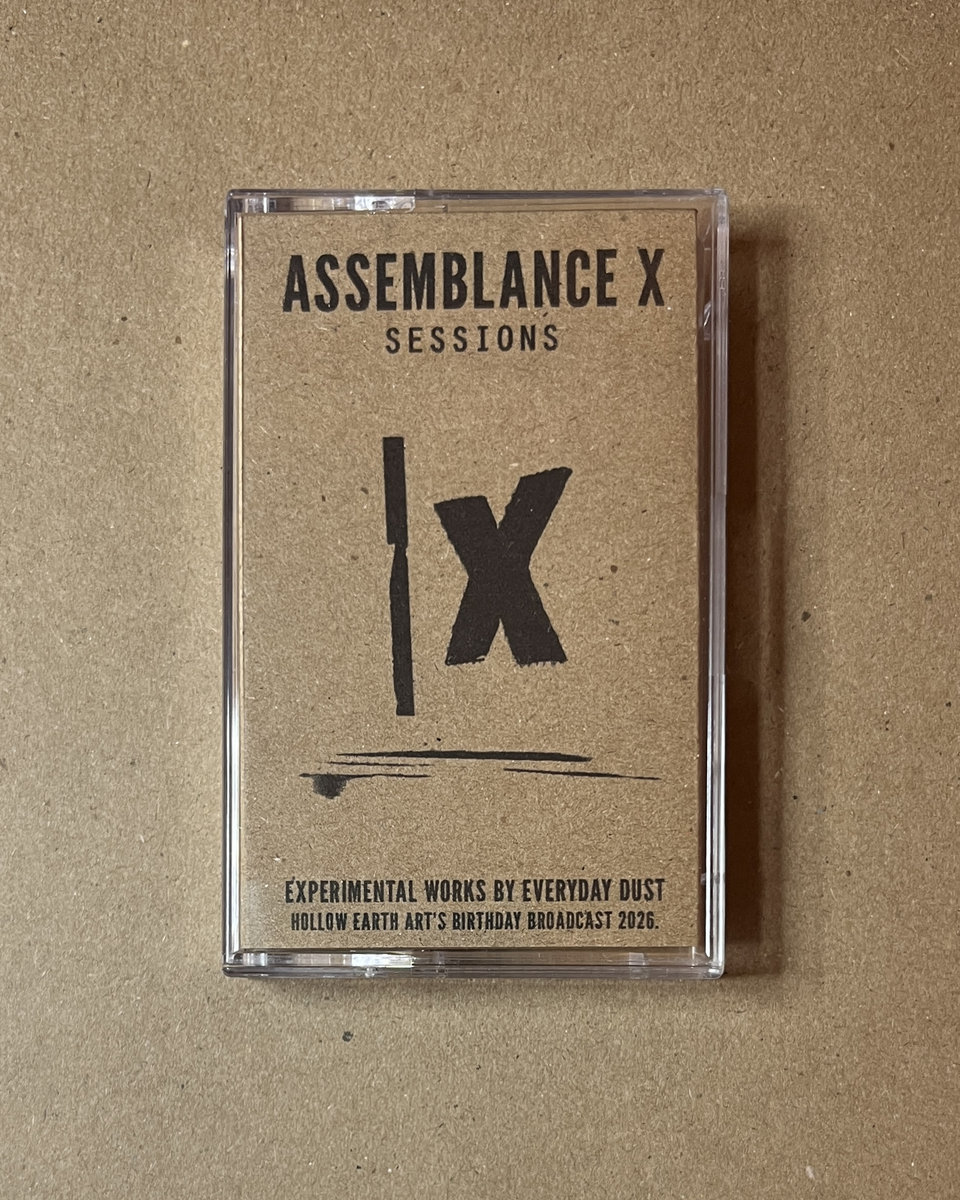 ASSEMBLANCE X
SESSIONS
X
EXPERIMENTAL WORKS BY EVERYDAY DUST
HOLLOW EARTH ART'S BIRTHDAY BROADCAST 2026.